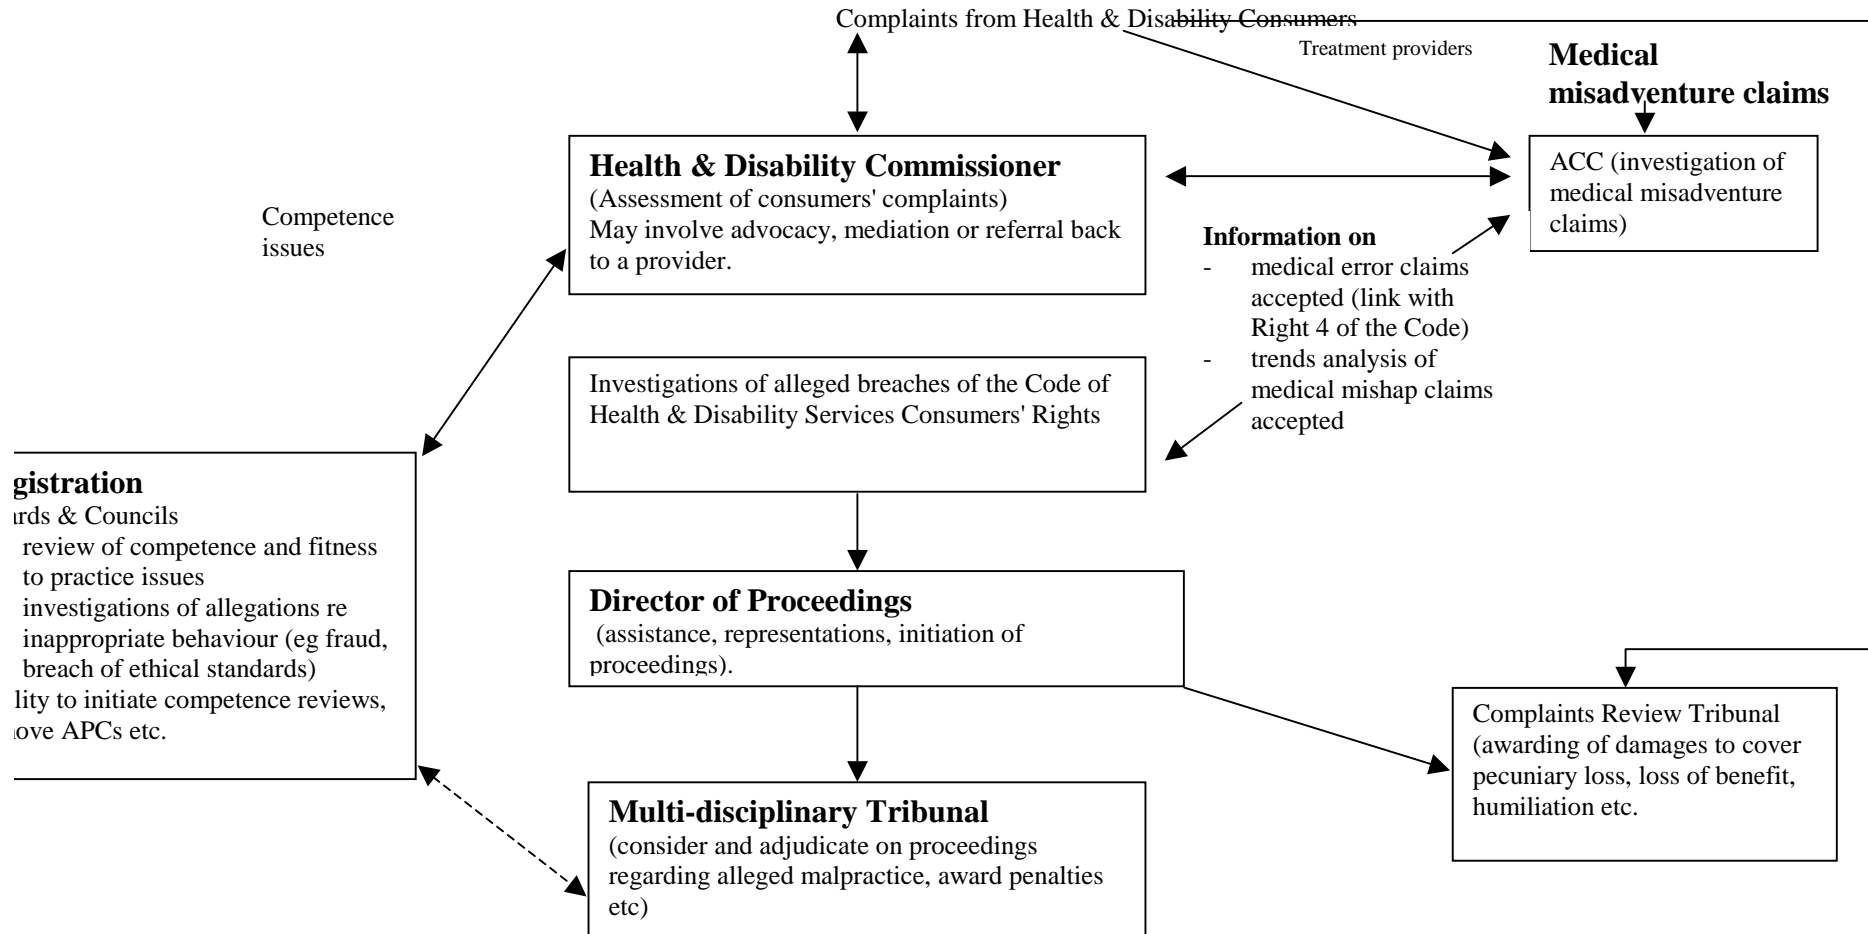 Complaints from Health & Disability Consumers
Treatment providers
Medical
misadventure claims
Health & Disability Commissioner
(Assessment of consumers' complaints)
May involve advocacy, mediation or referral back
to a provider.
ACC (investigation of
medical misadventure
claims)
Competence
issues
Information on
- medical error claims
accepted (link with
Right 4 of the Code)
- trends analysis of
medical mishap claims
accepted
Investigations of alleged breaches of the Code of
Health & Disability Services Consumers' Rights
gistration
rds & Councils
review of competence and fitness
to practice issues
investigations of allegations re
inappropriate behaviour (eg fraud,
breach of ethical standards)
lity to initiate competence reviews,
ove APCs etc.
Director of Proceedings
(assistance, representations, initiation of
proceedings).
Complaints Review Tribunal
(awarding of damages to cover
pecuniary loss, loss of benefit,
humiliation etc.
Multi-disciplinary Tribunal
(consider and adjudicate on proceedings
regarding alleged malpractice, award penalties
etc)